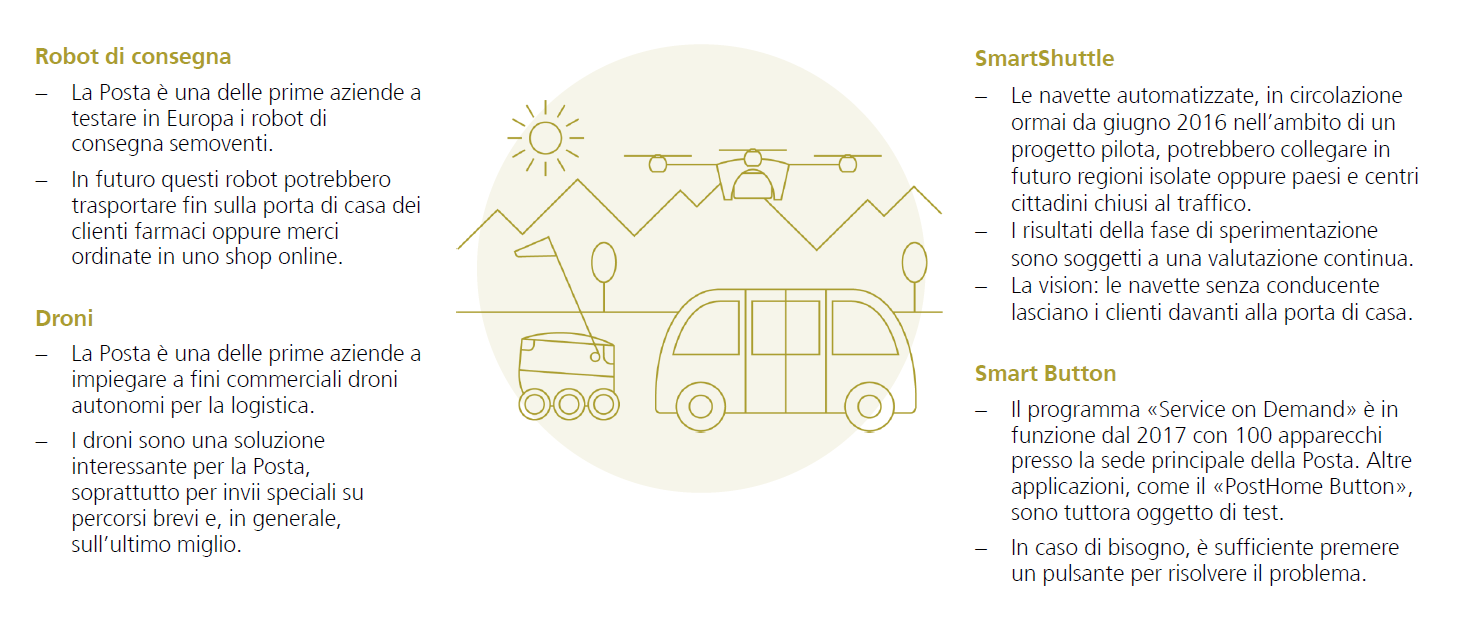 Robot di consegna
– La Posta è una delle prime aziende a
testare in Europa i robot di
consegna semoventi.
– In futuro questi robot potrebbero
trasportare fin sulla porta di casa dei
clienti farmaci oppure merci
ordinate in uno shop online.
Droni
– La Posta è una delle prime aziende a
impiegare a fini commerciali droni
autonomi per la logistica.
– I droni sono una soluzione
interessante per la Posta,
soprattutto per invii speciali su
percorsi brevi e, in generale,
sull’ultimo miglio.
SmartShuttle
– Le navette automatizzate, in circolazione
ormai da giugno 2016 nell’ambito di un
progetto pilota, potrebbero collegare in
futuro regioni isolate oppure paesi e centri
cittadini chiusi al traffico.
– I risultati della fase di sperimentazione
sono soggetti a una valutazione continua.
– La vision: le navette senza conducente
lasciano i clienti davanti alla porta di casa.
Smart Button
– Il programma «Service on Demand» è in
funzione dal 2017 con 100 apparecchi
presso la sede principale della Posta. Altre
applicazioni, come il «PostHome Button»,
sono tuttora oggetto di test.
– In caso di bisogno, è sufficiente premere
un pulsante per risolvere il problema.